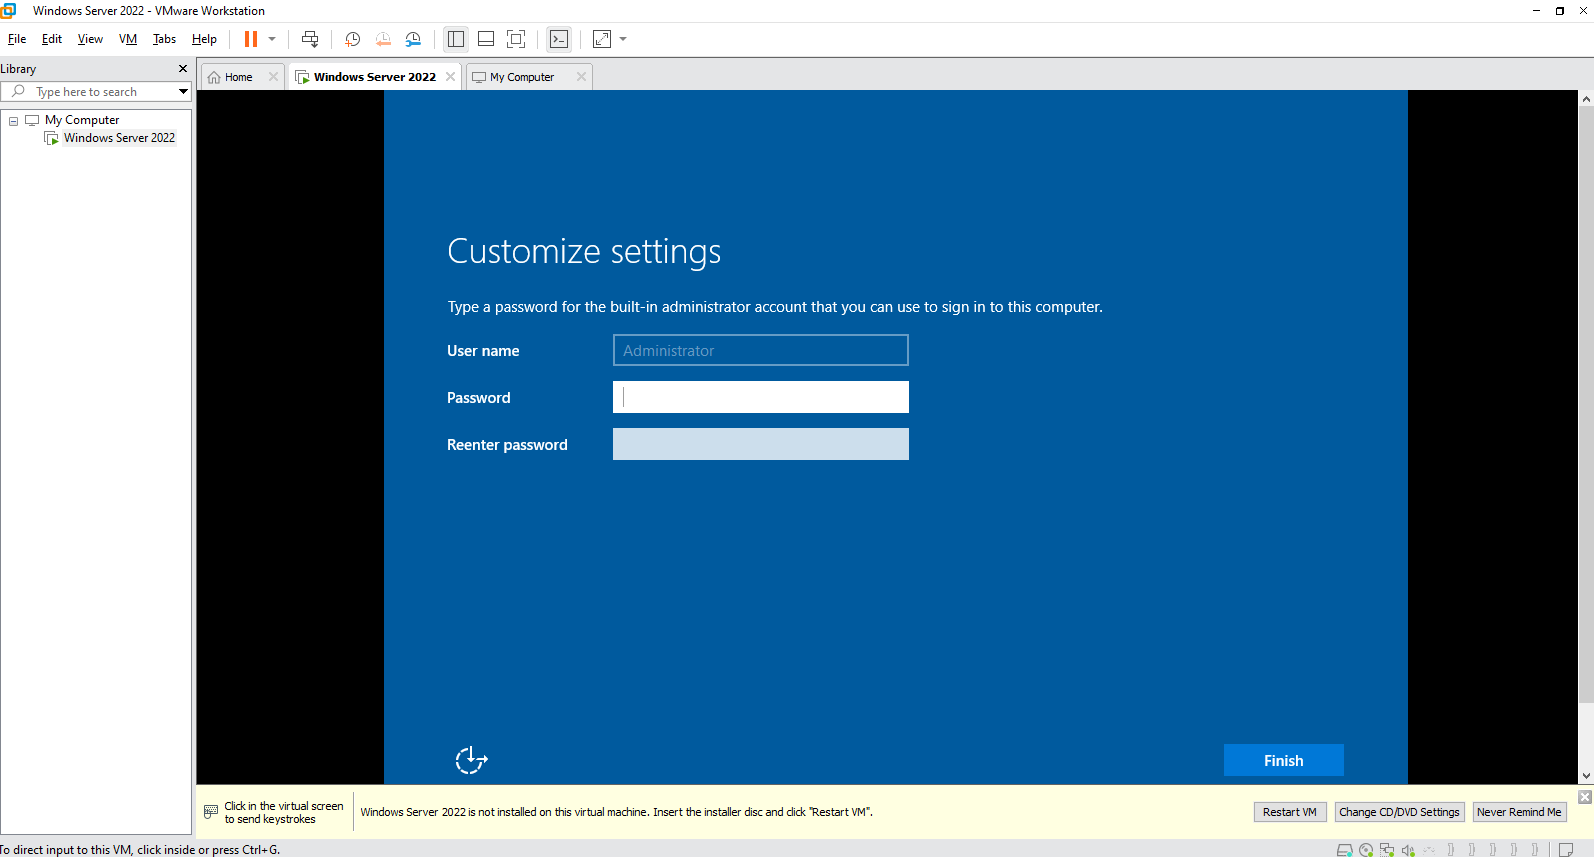 Windows Server 2022 - VMware Workstation
File Edit View VM Tabs Help
Library
Home
Windows Server 2022
My Computer
Type here to search
My Computer
Windows Server 2022
Customize settings
Type a password for the built-in administrator account that you can use to sign in to this computer.
User name
Administrator
Password
Reenter password
Finish
Click in the virtual screen
to send keystrokes
Windows Server 2022 is not installed on this virtual machine. Insert the installer disc and click "Restart VM".
Restart VM
Change CD/DVD Settings
Never Remind Me
To direct input to this VM, click inside or press Ctrl+G.